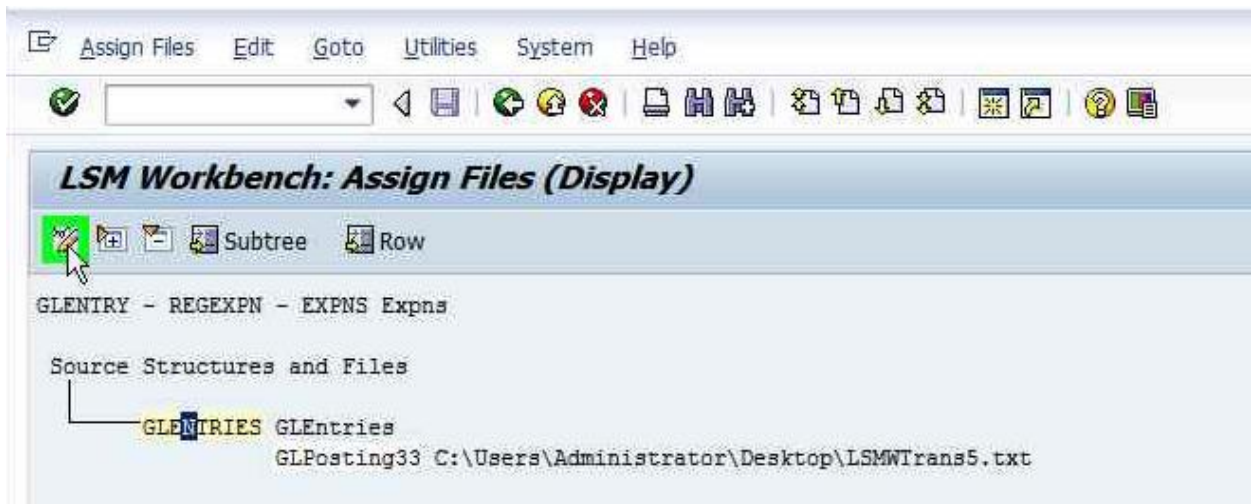 Assign Files Edit Goto Utilities System Help
LSM Workbench: Assign Files (Display)
Subtree Row
GLENTRY - REGEXPN - EXPNS Expns
Source Structures and Files
GLENTRIES GLEntries
GLPosting33 C:\Users\Administrator\Desktop\LSMWTrans5.txt